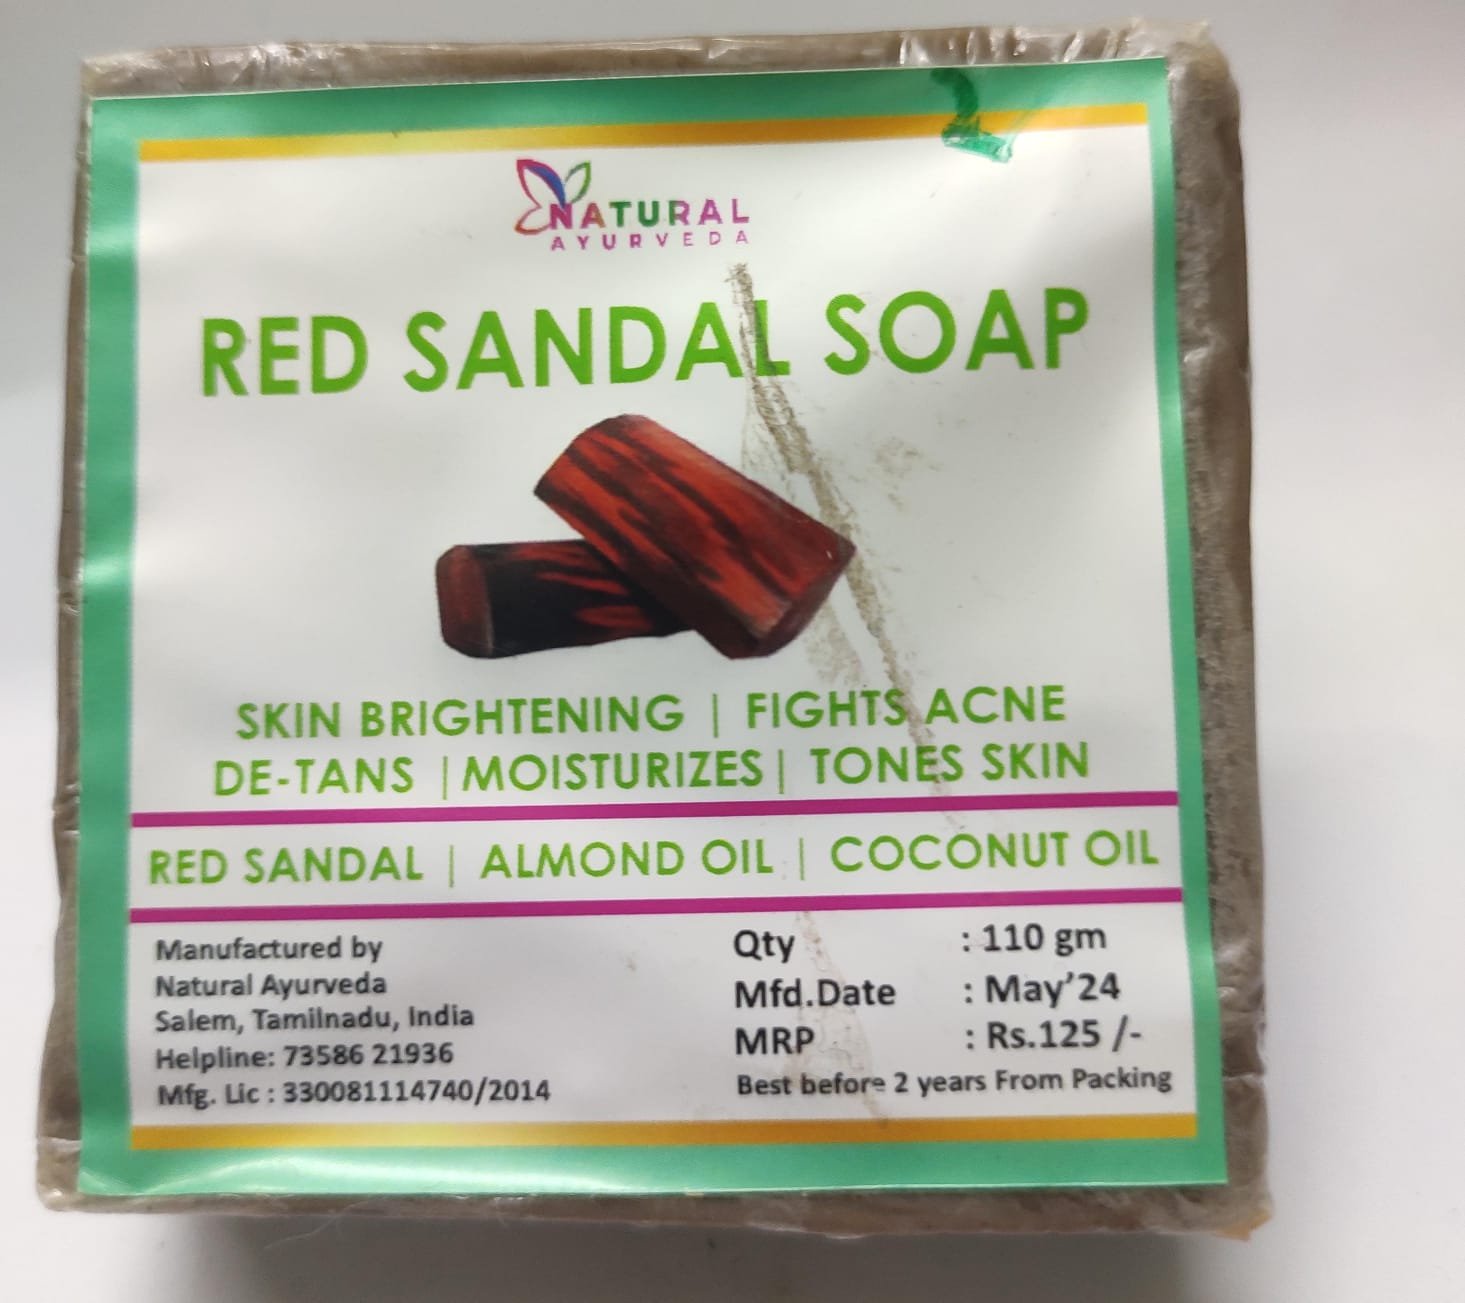 NATURAL
AYURVEDA
RED SANDAL SOAP
SKIN BRIGHTENING | FIGHTS ACNE
DE-TANS | MOISTURIZES | TONES SKIN
RED SANDAL | ALMOND OIL | COCONUT OIL
Manufactured by
Natural Ayurveda
Salem, Tamilnadu, India
Helpline: 73586 21936
Mfg. Lic : 330081114740/2014
Qty : 110 gm
Mfd.Date : May'24
MRP : Rs.125 /-
Best before 2 years From Packing